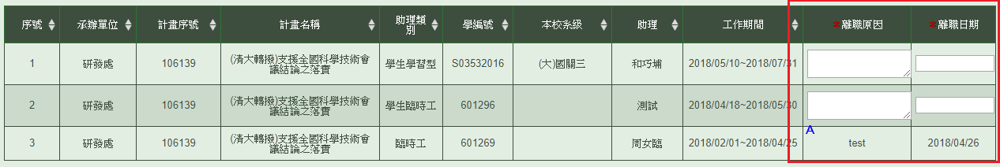 序號 承辦單位 計畫序號 計畫名稱 助理類別 學編號 本校系級 助理 工作期間 *離職原因 *離職日期
1 研發處 106139 (清大轉撥)支援全國科學技術會議結論之落實 學生學習型 S03532016 (大)國關三 和巧埔 2018/05/10~2018/07/31
2 研發處 106139 (清大轉撥)支援全國科學技術會議結論之落實 學生臨時工 601296 測試 2018/04/18~2018/05/30
A
3 研發處 106139 (清大轉撥)支援全國科學技術會議結論之落實 臨時工 601269 周女臨 2018/02/01~2018/04/25 test 2018/04/26